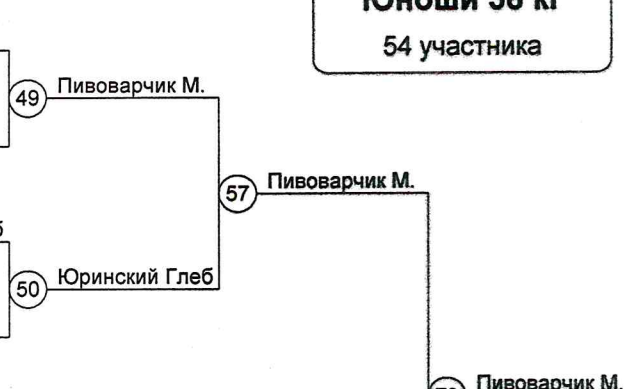 54 участника
49 Пивоварчик М.
57 Пивоварчик М.
50 Юринский Глеб
Пивоварчик М.